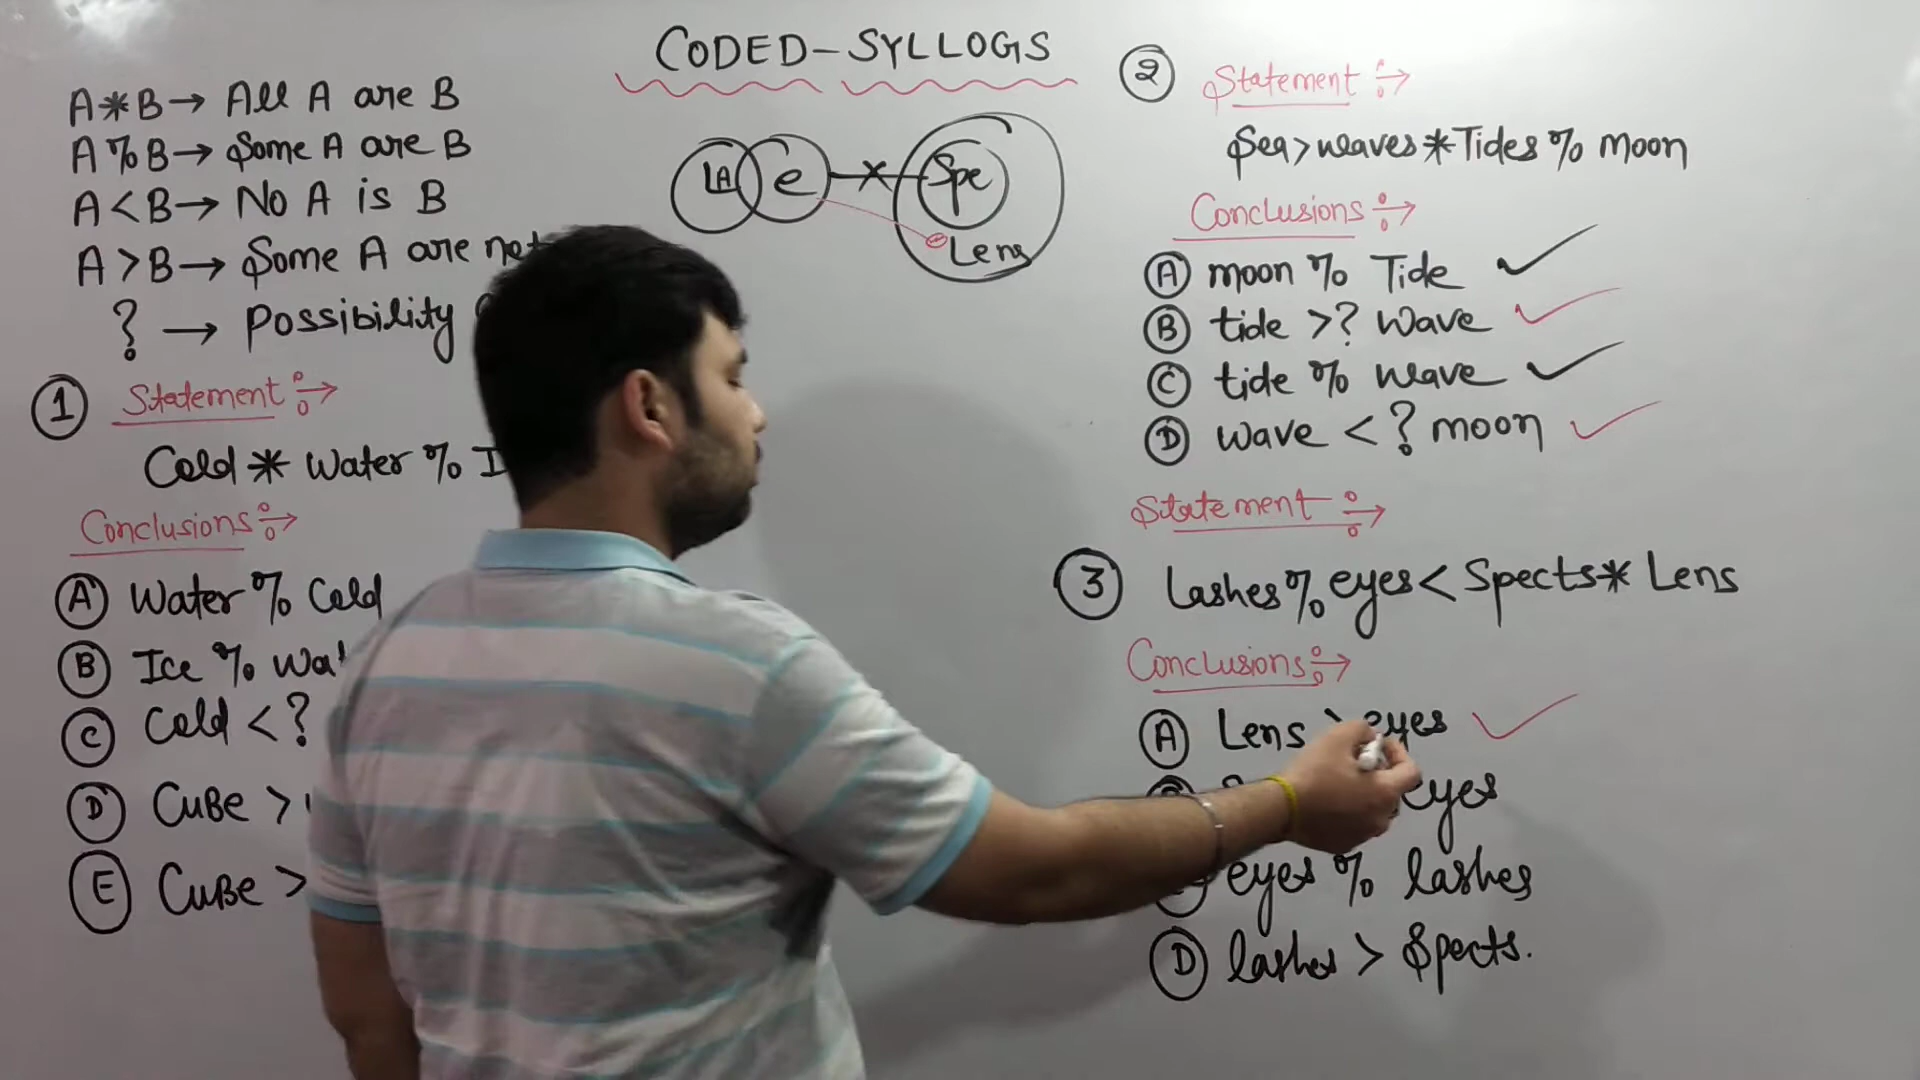 CODED-SYLLOGS
A*B→ All A are B
A%B→ Some A are B
A<B→ No A is B
A>B→ Some A are not
? → Possibility
LA e Spe
Lens
① Statement ÷→
Cold * Water % I
Conclusions ÷→
Ⓐ Water % Cold
Ⓑ Ice % Wat
Ⓒ Cold < ?
Ⓓ CuBe >
Ⓔ CuBe >
② Statement ÷→
Sea>waves*Tides % moon
Conclusions ÷→
Ⓐ moon % Tide ✓
Ⓑ tide >? Wave ✓
Ⓒ tide % wave ✓
Ⓓ wave <? moon ✓
Statement ÷→
③ Lashes % eyes < Spects* Lens
Conclusions ÷→
Ⓐ Lens > eyes ✓
eyes
eyes % lashes
Ⓓ lashes > Spects.